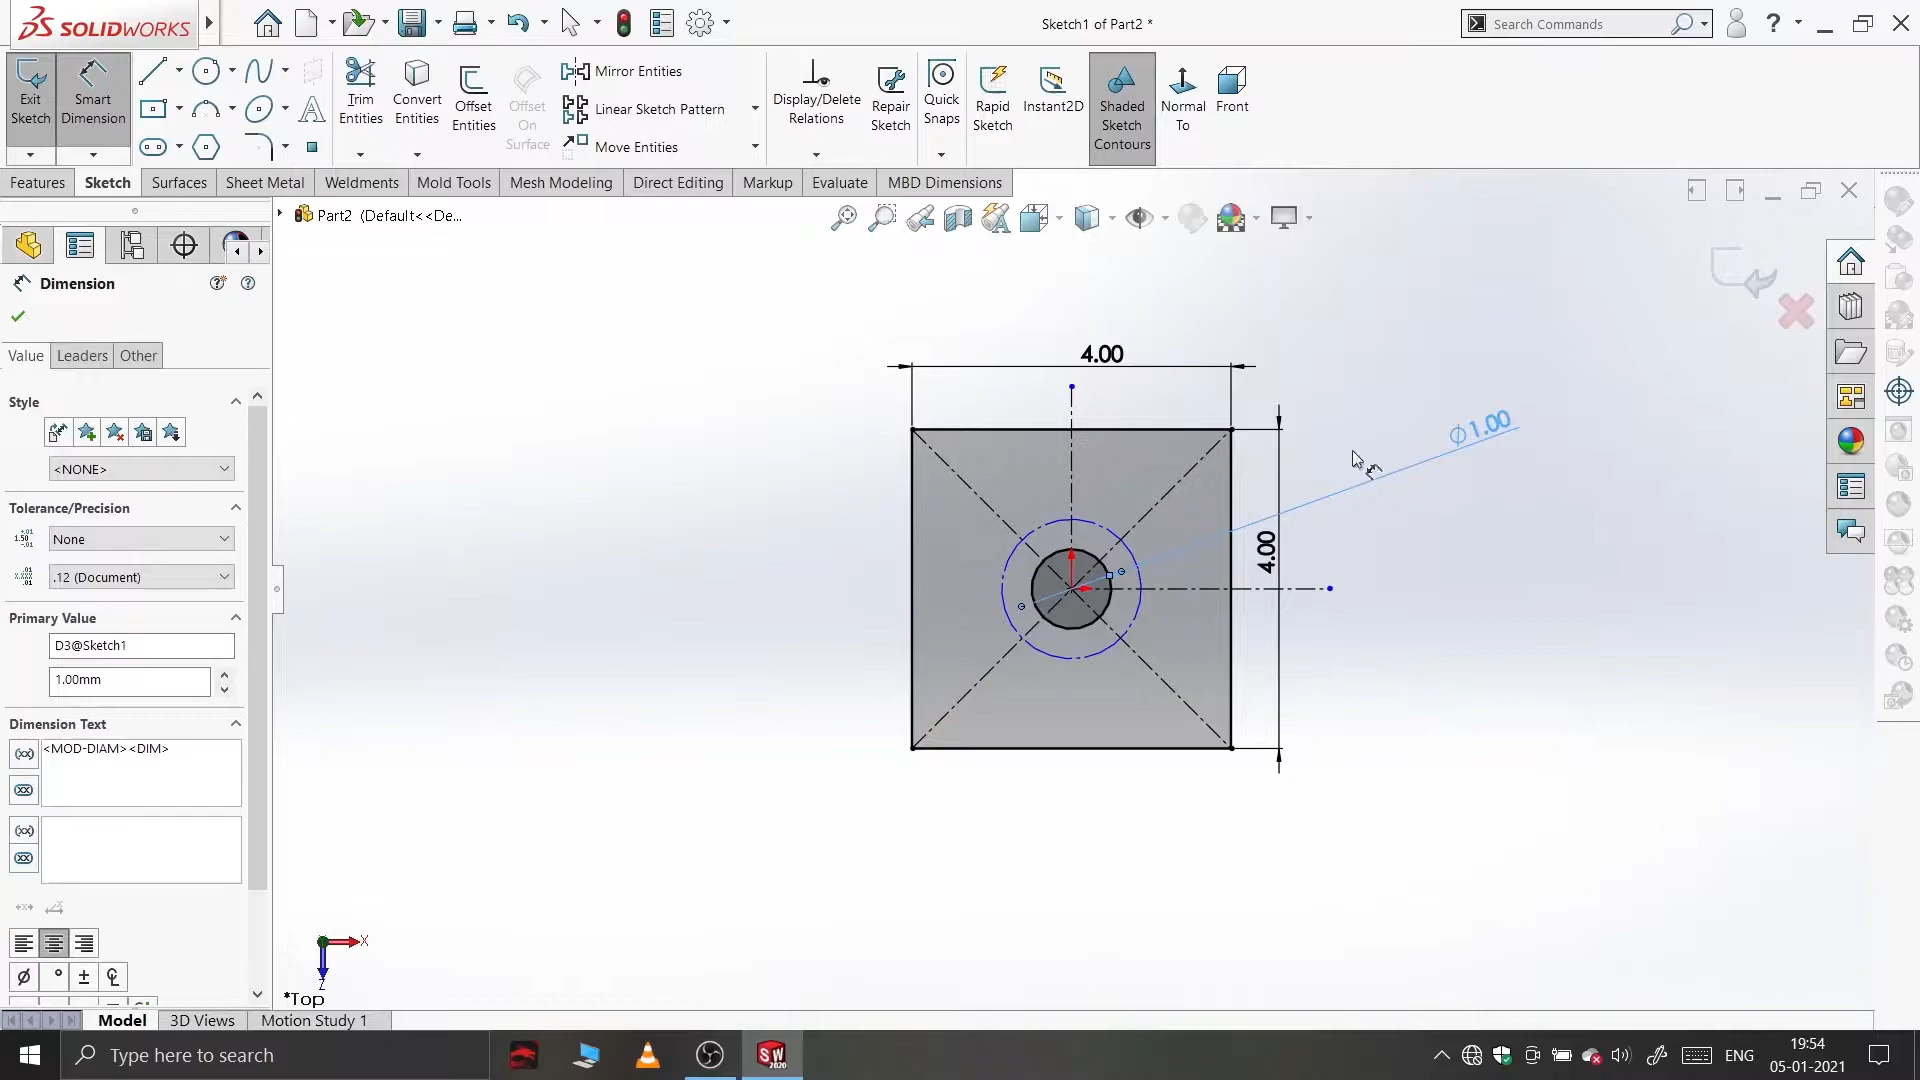 SOLIDWORKS
Sketch1 of Part2 *
Search Commands
Exit Sketch
Smart Dimension
Trim Entities
Convert Entities
Offset Entities
Offset On Surface
Mirror Entities
Linear Sketch Pattern
Move Entities
Display/Delete Relations
Repair Sketch
Quick Snaps
Rapid Sketch
Instant2D
Shaded Sketch Contours
Normal To
Front
Features
Sketch
Surfaces
Sheet Metal
Weldments
Mold Tools
Mesh Modeling
Direct Editing
Markup
Evaluate
MBD Dimensions
Part2 (Default<<De...
Dimension
Value
Leaders
Other
Style
<NONE>
Tolerance/Precision
None
.12 (Document)
Primary Value
D3@Sketch1
1.00mm
Dimension Text
<MOD-DIAM><DIM>
4.00
4.00
∅1.00
X
Z
*Top
Model
3D Views
Motion Study 1
Type here to search
SW
2020
ENG
19:54
05-01-2021